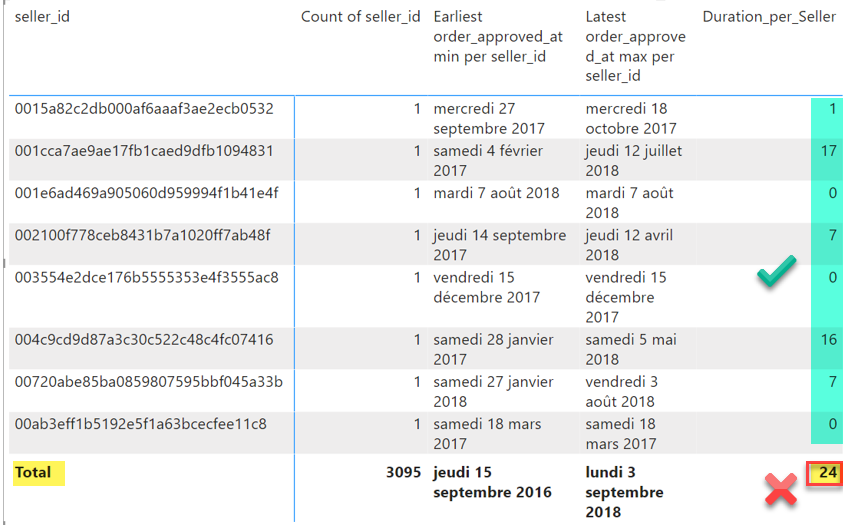 seller_id Count of seller_id Earliest Latest Duration_per_Seller
order_approved_at order_approve
min per seller_id d_at max per
seller_id
0015a82c2db000af6aaaf3ae2ecb0532 1 mercredi 27 mercredi 18 1
septembre 2017 octobre 2017
001cca7ae9ae17fb1caed9dfb1094831 1 samedi 4 février jeudi 12 juillet 17
2017 2018
001e6ad469a905060d959994f1b41e4f 1 mardi 7 août 2018 mardi 7 août 0
2018
002100f778ceb8431b7a1020ff7ab48f 1 jeudi 14 septembre jeudi 12 avril 7
2017 2018
003554e2dce176b5555353e4f3555ac8 1 vendredi 15 vendredi 15 0
décembre 2017 décembre
2017
004c9cd9d87a3c30c522c48c4fc07416 1 samedi 28 janvier samedi 5 mai 16
2017 2018
00720abe85ba0859807595bbf045a33b 1 samedi 27 janvier vendredi 3 7
2018 août 2018
00ab3eff1b5192e5f1a63bcecfee11c8 1 samedi 18 mars samedi 18 0
2017 mars 2017
Total 3095 jeudi 15 lundi 3 24
septembre 2016 septembre
2018